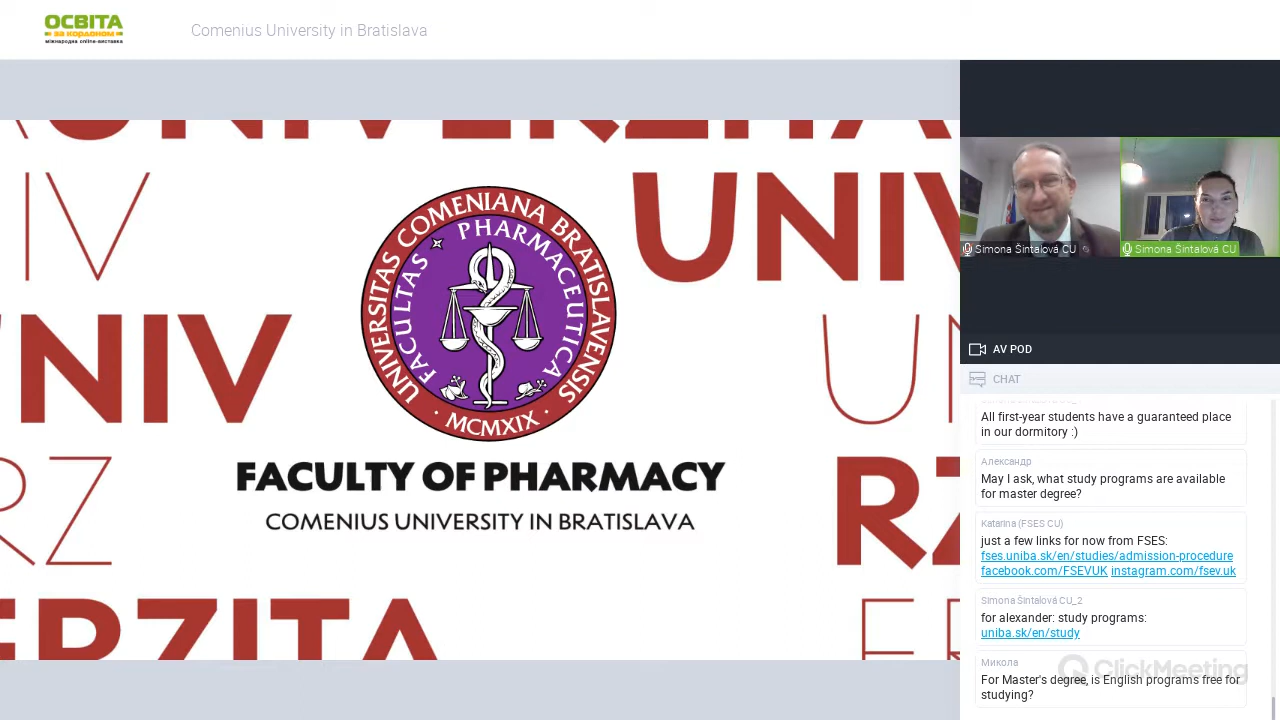 ОСВІТА
за кордоном
міжнародна online-виставка
Comenius University in Bratislava
UNIVERZITA
IV
UNIV
UNIV
RZ
ERZITA
UNIVERSITAS COMENIANA BRATISLAVENSIS
FACULTAS PHARMACEUTICA
· MCMXIX ·
FACULTY OF PHARMACY
COMENIUS UNIVERSITY IN BRATISLAVA
U
RZ
ER
Simona Šintalová CU
Simona Šintalová CU
AV POD
CHAT
All first-year students have a guaranteed place
in our dormitory :)
Александр
May I ask, what study programs are available
for master degree?
Katarina (FSES CU)
just a few links for now from FSES:
fses.uniba.sk/en/studies/admission-procedure
facebook.com/FSEVUK instagram.com/fsev.uk
Simona Šintalová CU_2
for alexander: study programs:
uniba.sk/en/study
Микола
ClickMeeting
For Master's degree, is English programs free for
studying?